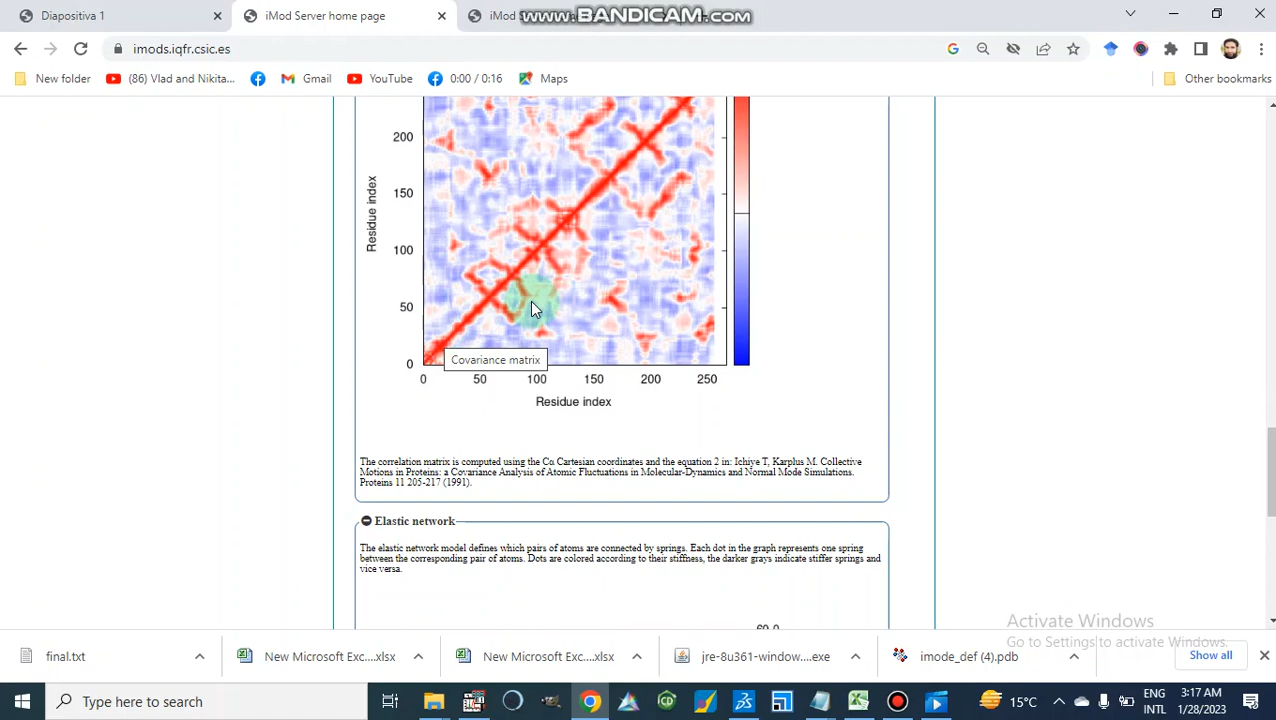 Diapositiva 1
iMod Server home page
iMod S
WWW.BANDICAM.COM
imods.iqfr.csic.es
New folder
(86) Vlad and Nikita...
Gmail
YouTube
0:00 / 0:16
Maps
Other bookmarks
200
150
100
50
0
Residue index
Covariance matrix
0 50 100 150 200 250
Residue index
The correlation matrix is computed using the Cα Cartesian coordinates and the equation 2 in: Ichiye T, Karplus M. Collective
Motions in Proteins: a Covariance Analysis of Atomic Fluctuations in Molecular-Dynamics and Normal Mode Simulations.
Proteins 11 205-217 (1991).
Elastic network
The elastic network model defines which pairs of atoms are connected by springs. Each dot in the graph represents one spring
between the corresponding pair of atoms. Dots are colored according to their stiffness, the darker grays indicate stiffer springs and
vice versa.
Activate Windows
Go to Settings to activate Windows.
final.txt
New Microsoft Exc....xlgx
New Microsoft Exc....xlsx
jre-8u361-window....exe
imode_def (4).pdb
Show all
Type here to search
15°C
ENG
INTL
3:17 AM
1/28/2023